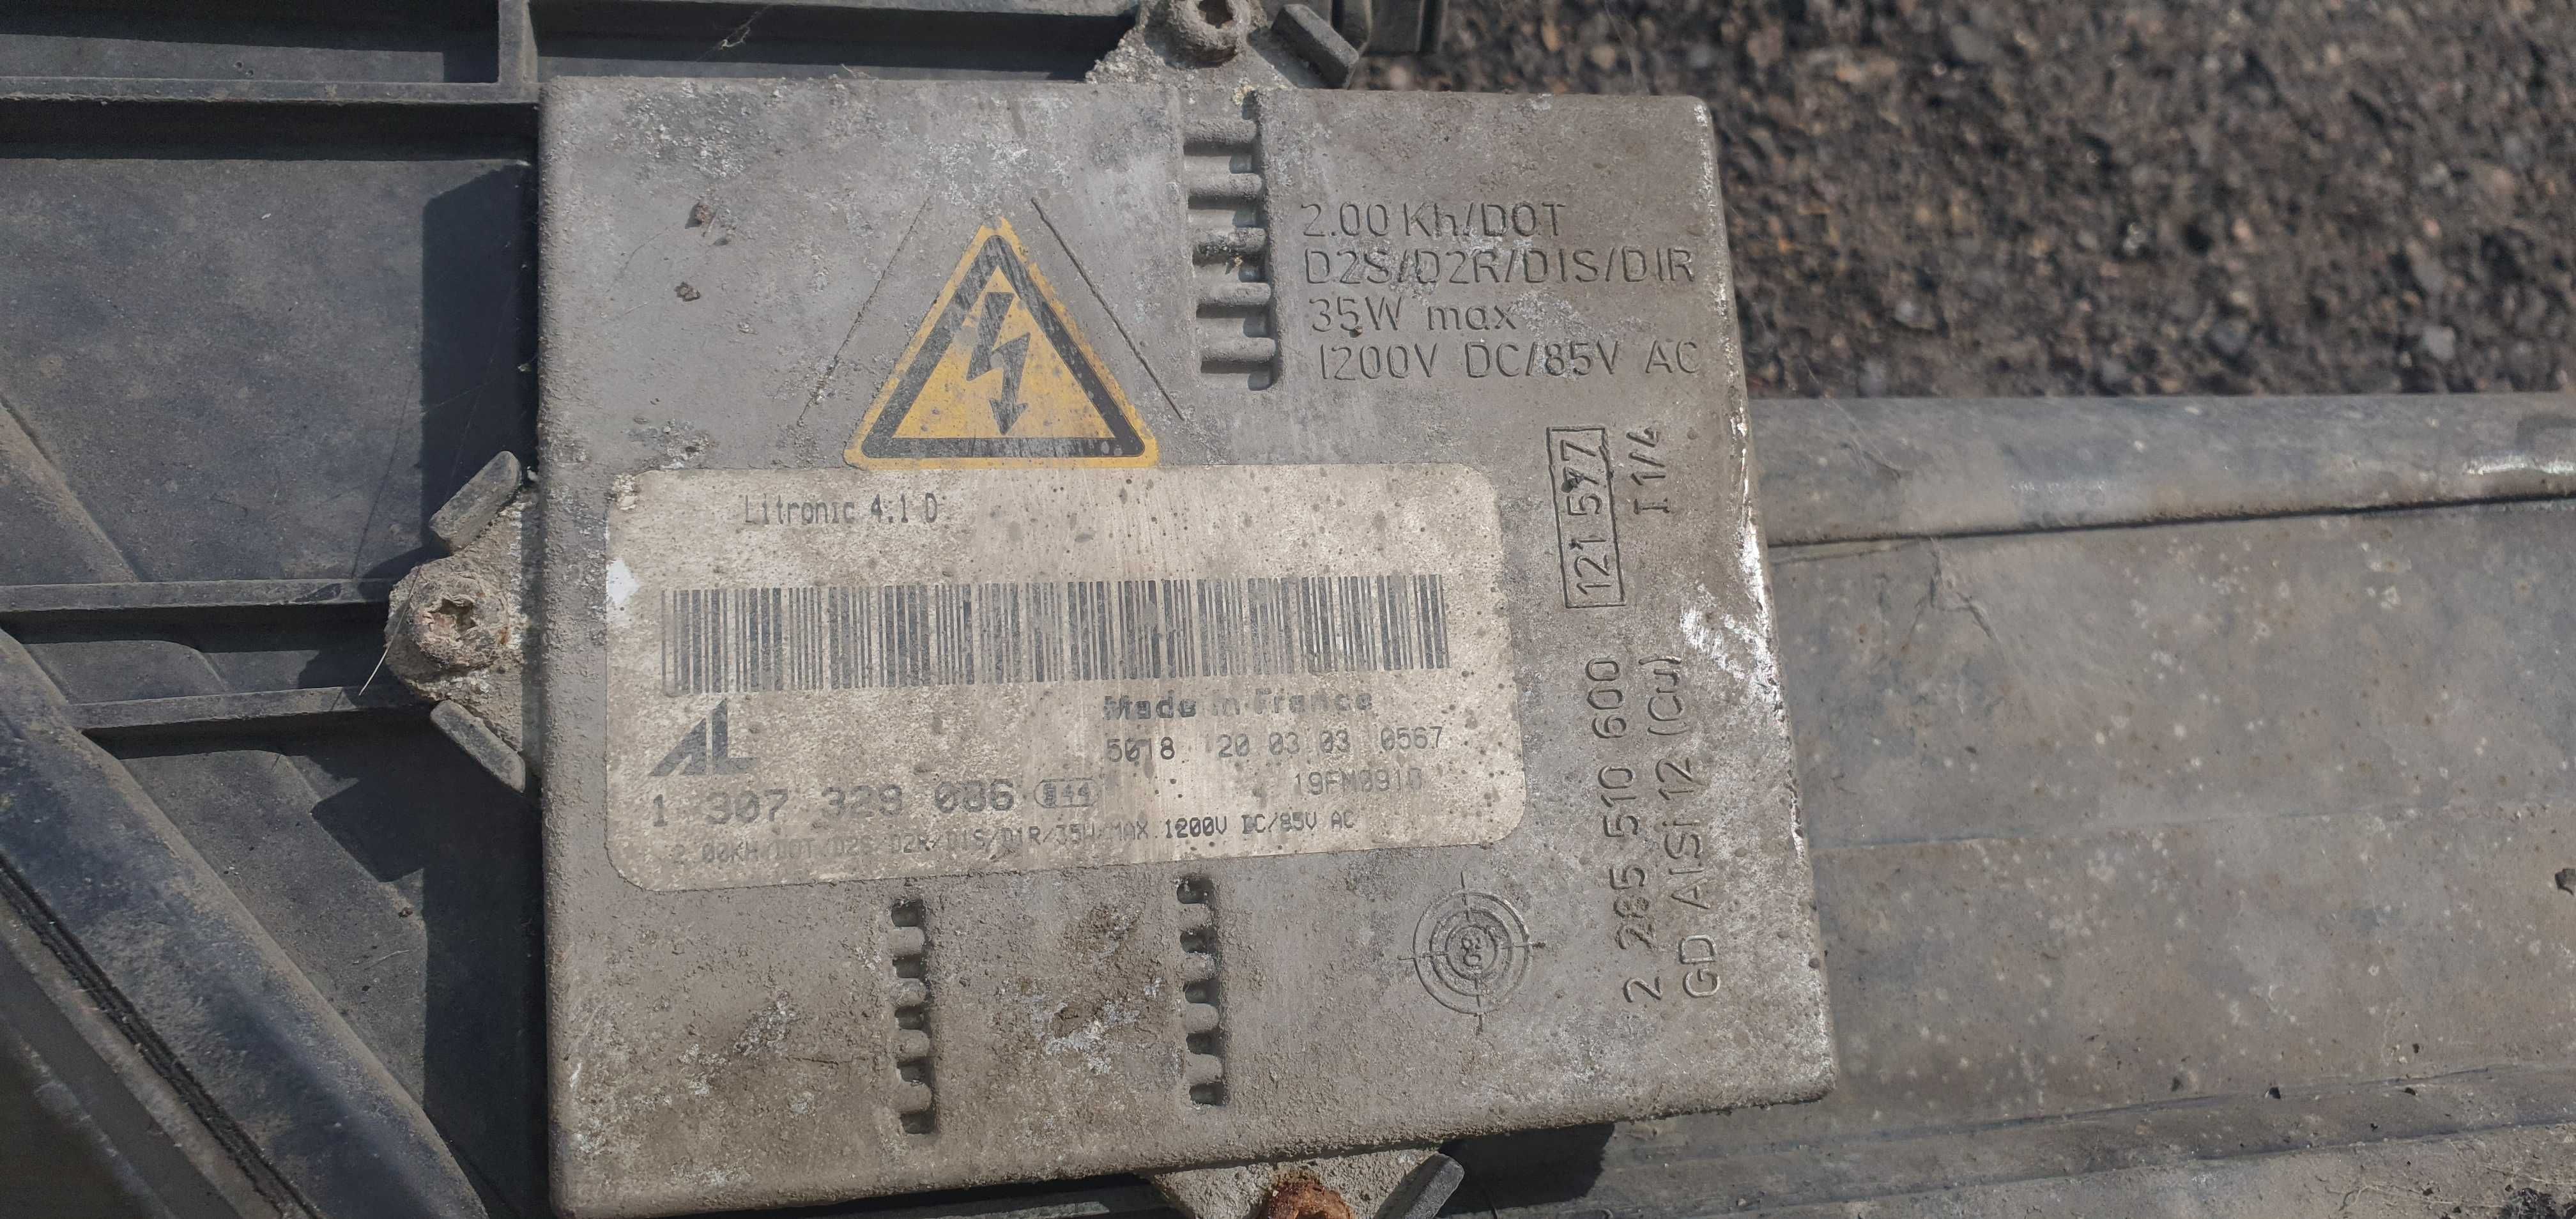 2.00 Kh/DOT
D2S/D2R/D1S/D1R
35W max
1200V DC/85V AC
121 577
I 1/4
Litronic 4.1 D
Made in France
AL
5018 20 03 03 0567
1 307 329 086 844
2.00KH/DOT/D2S/D2R/D1S/D1R/35W/MAX.1200V DC/85V AC
2 285 510 600
GD AlSi 12 (Cu)